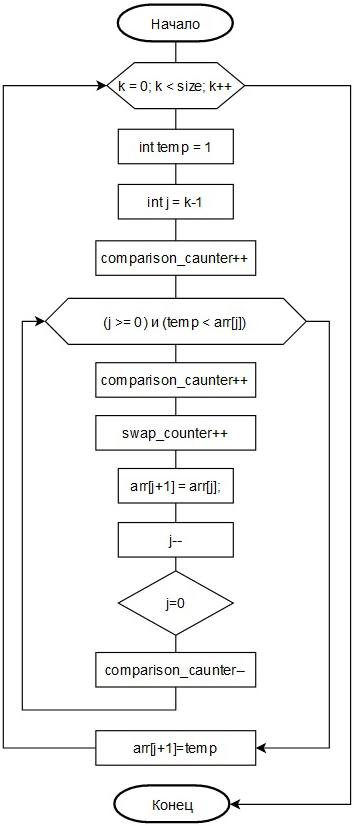 Начало
k = 0; k < size; k++
int temp = 1
int j = k-1
comparison_caunter++
(j >= 0) и (temp < arr[j])
comparison_caunter++
swap_counter++
arr[j+1] = arr[j];
j--
j=0
comparison_caunter--
arr[j+1]=temp
Конец